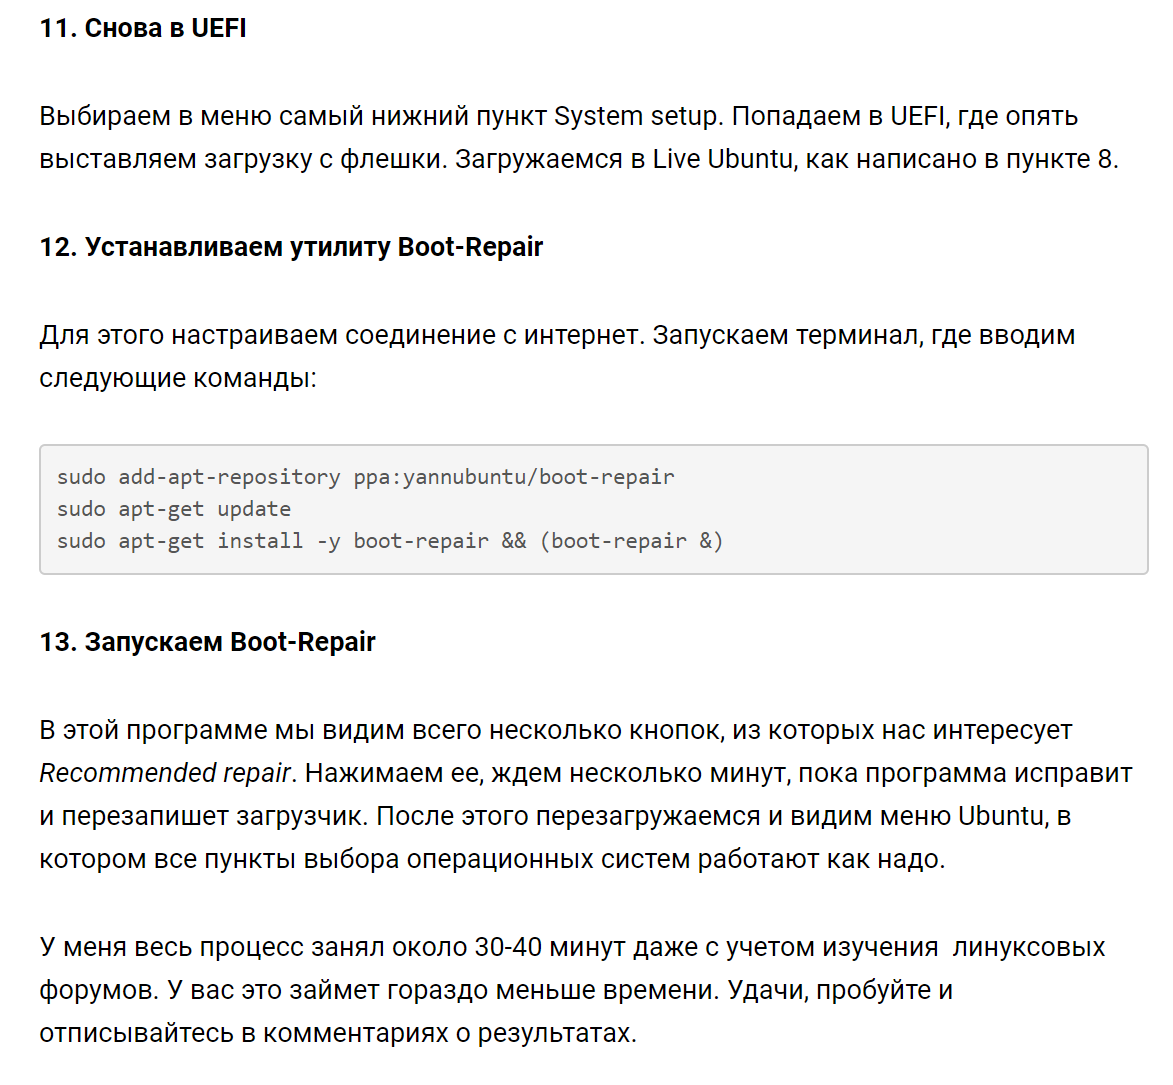 11. Снова в UEFI
Выбираем в меню самый нижний пункт System setup. Попадаем в UEFI, где опять
выставляем загрузку с флешки. Загружаемся в Live Ubuntu, как написано в пункте 8.
12. Устанавливаем утилиту Boot-Repair
Для этого настраиваем соединение с интернет. Запускаем терминал, где вводим
следующие команды:
sudo add-apt-repository ppa:yannubuntu/boot-repair
sudo apt-get update
sudo apt-get install -y boot-repair && (boot-repair &)
13. Запускаем Boot-Repair
В этой программе мы видим всего несколько кнопок, из которых нас интересует
Recommended repair. Нажимаем ее, ждем несколько минут, пока программа исправит
и перезапишет загрузчик. После этого перезагружаемся и видим меню Ubuntu, в
котором все пункты выбора операционных систем работают как надо.
У меня весь процесс занял около 30-40 минут даже с учетом изучения  линуксовых
форумов. У вас это займет гораздо меньше времени. Удачи, пробуйте и
отписывайтесь в комментариях о результатах.